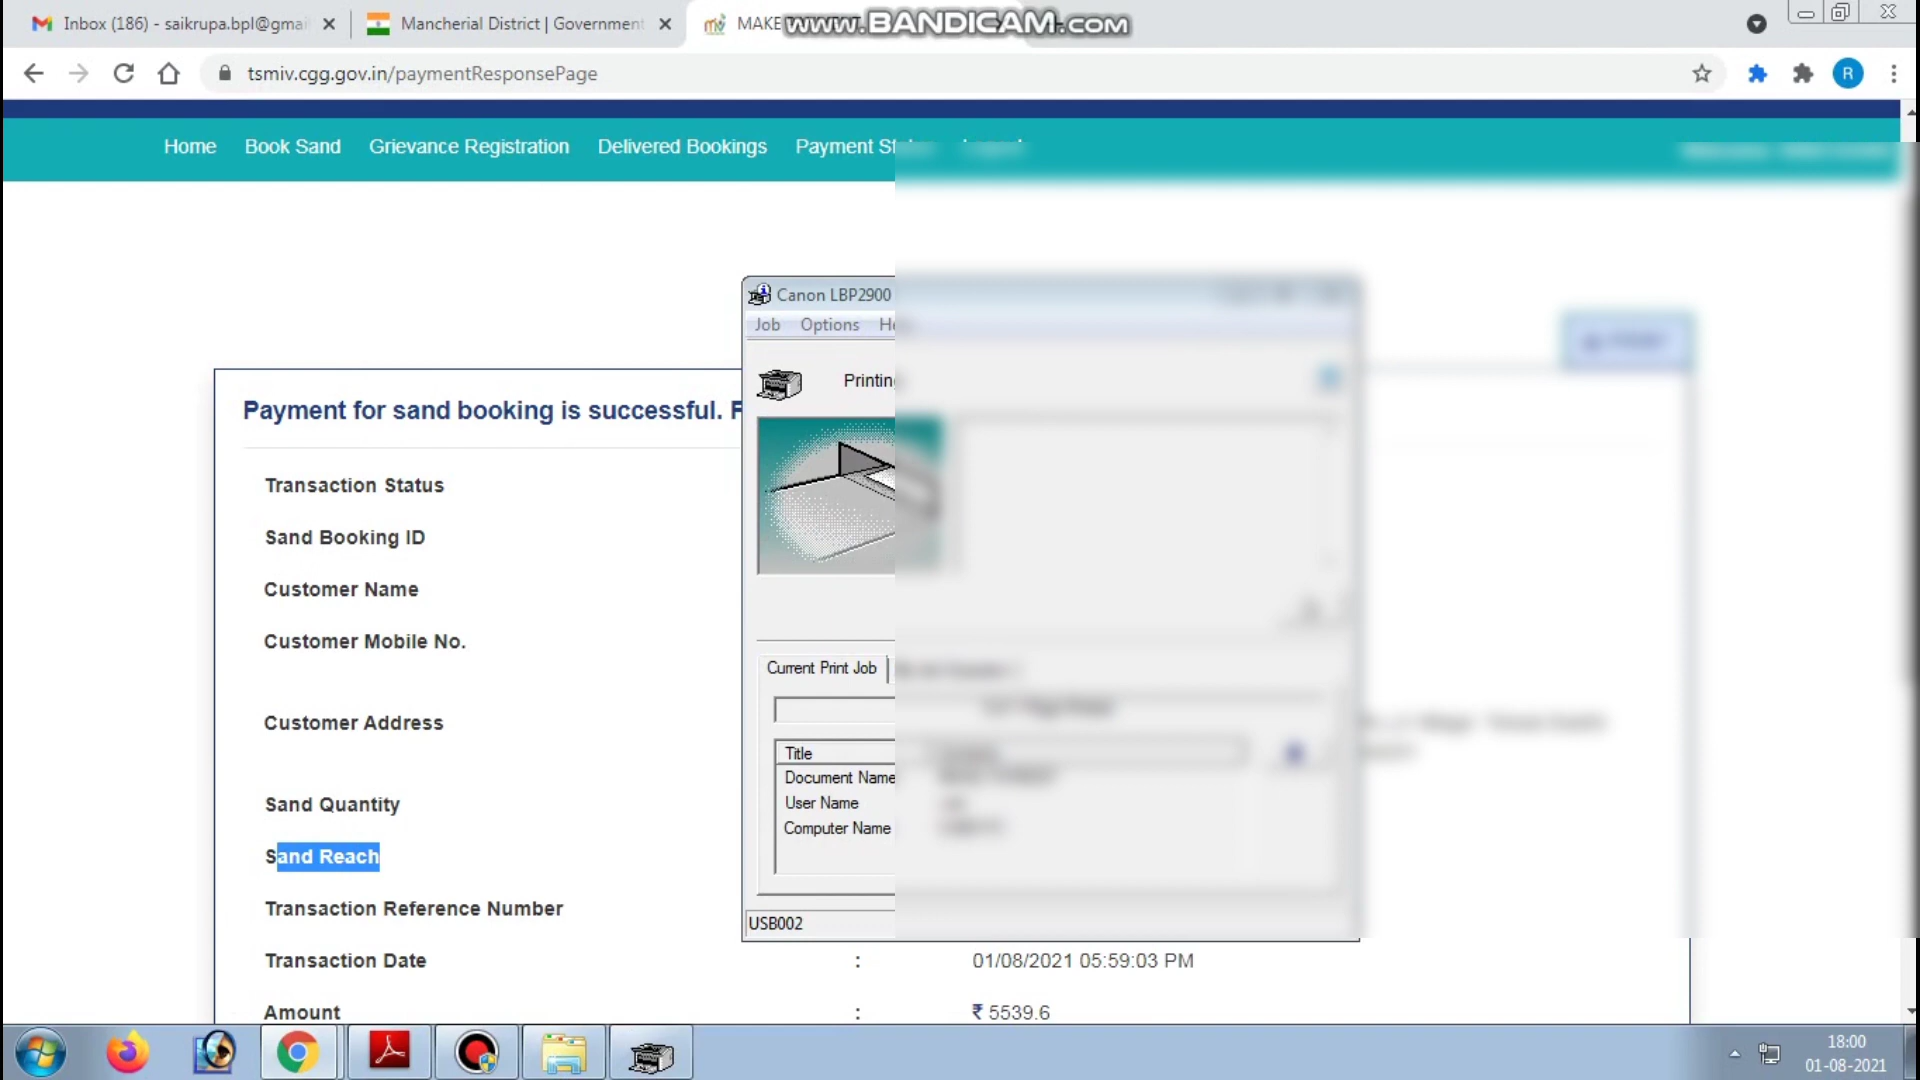 Inbox (186) - saikrupa.bpl@gmai
Mancherial District | Government
MAKE
www.BANDICAM.com
tsmiv.cgg.gov.in/paymentResponsePage
R
Home Book Sand Grievance Registration Delivered Bookings Payment
Canon LBP2900
Job Options
Printin
Payment for sand booking is successful.
Transaction Status
Sand Booking ID
Customer Name
Customer Mobile No.
Current Print Job
Customer Address
Title
Document Name
User Name
Computer Name
Sand Quantity
Sand Reach
Transaction Reference Number
USB002
Transaction Date : 01/08/2021 05:59:03 PM
Amount : ₹ 5539.6
18:00
01-08-2021